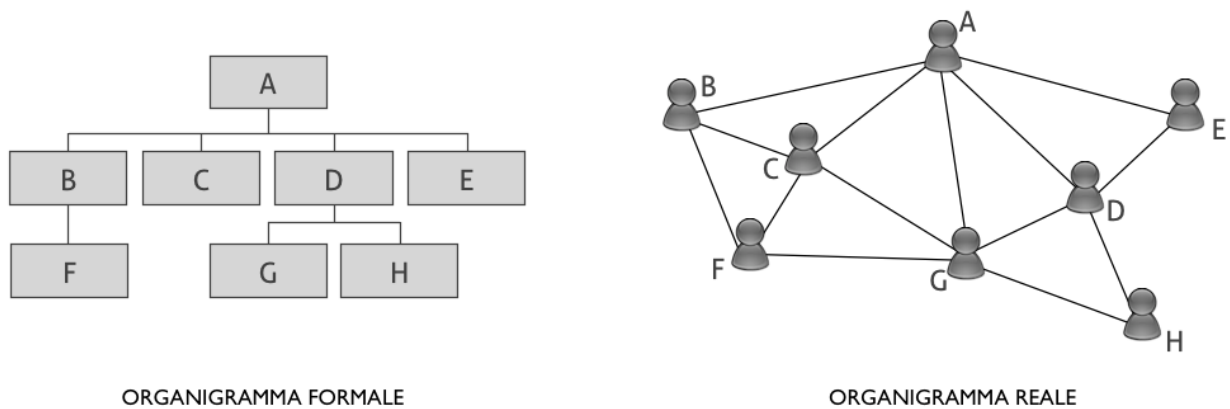 A
B C D E
F G H
ORGANIGRAMMA FORMALE
A
B
E
C
D
F
G
H
ORGANIGRAMMA REALE